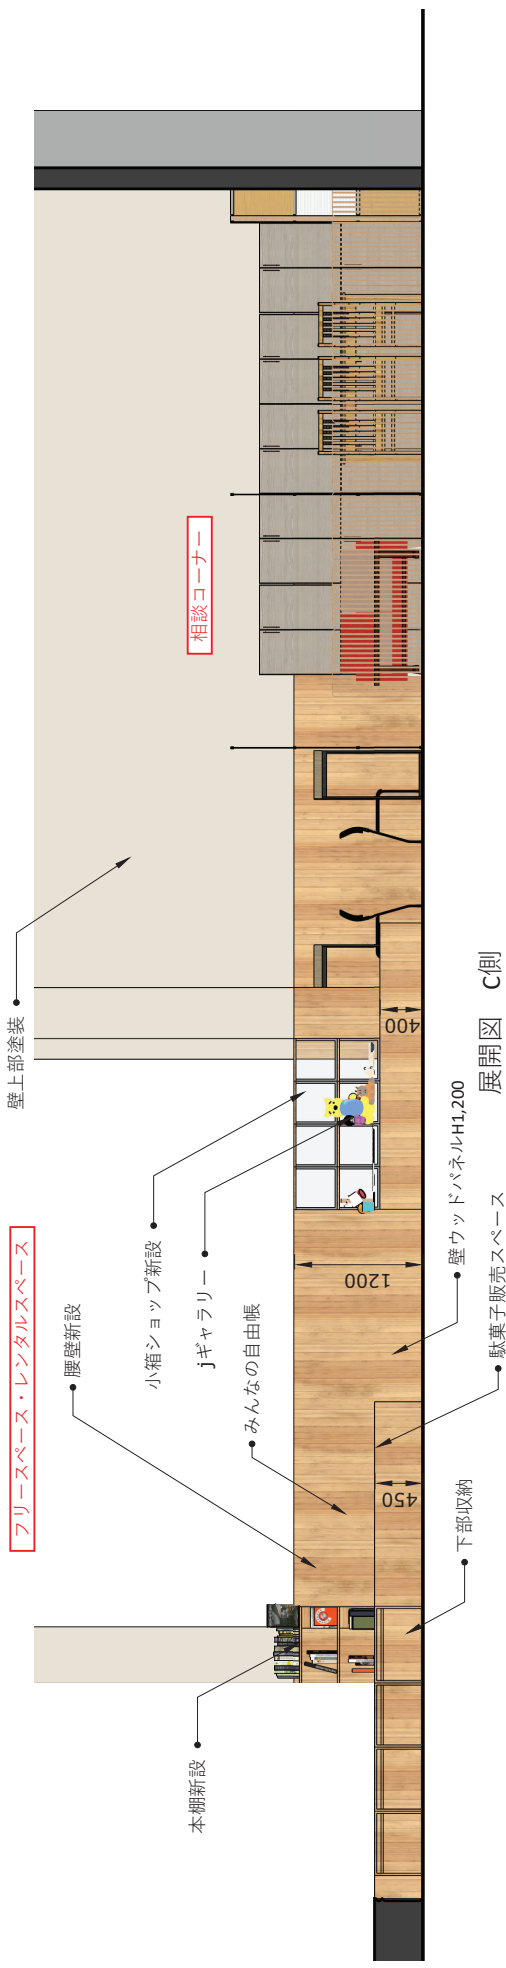 フリースペース・レンタルスペース
相談コーナー
本棚新設
腰壁新設
みんなの自由帳
jギャラリー
小箱ショップ新設
壁上部塗装
450
1200
400
下部収納
駄菓子販売スペース
壁ウッドパネルH1,200
展開図 C側